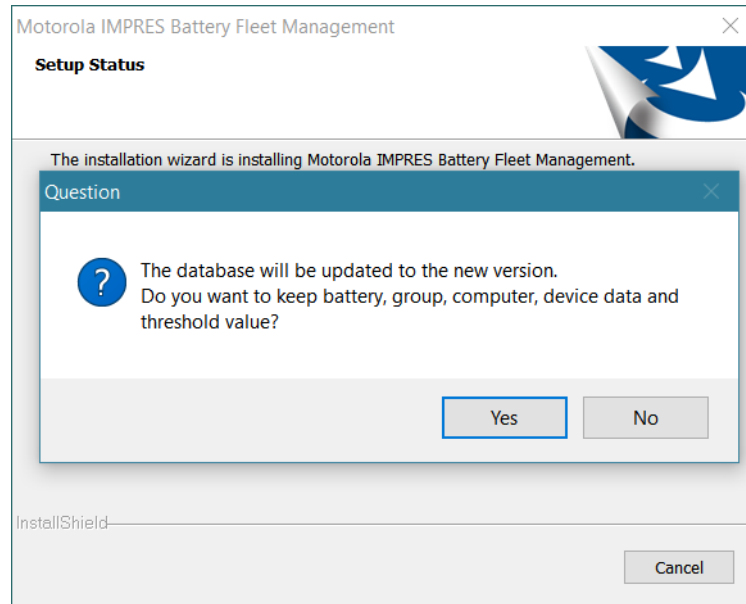 Motorola IMPRES Battery Fleet Management
Setup Status
The installation wizard is installing Motorola IMPRES Battery Fleet Management.
Question
The database will be updated to the new version.
Do you want to keep battery, group, computer, device data and
threshold value?
Yes No
InstallShield
Cancel